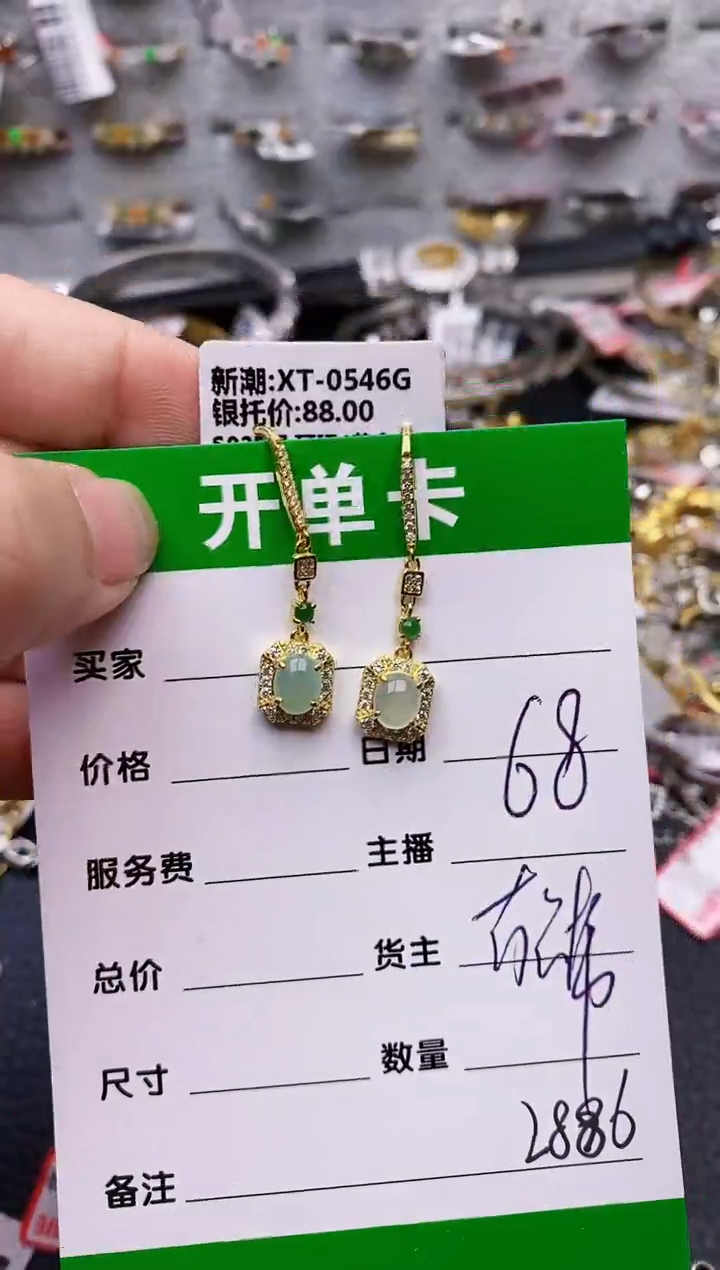 新潮:XT-0546G
银托价:88.00
开单卡
买家
价格 日期 68
服务费 主播
总价 货主
尺寸 数量
2886
备注